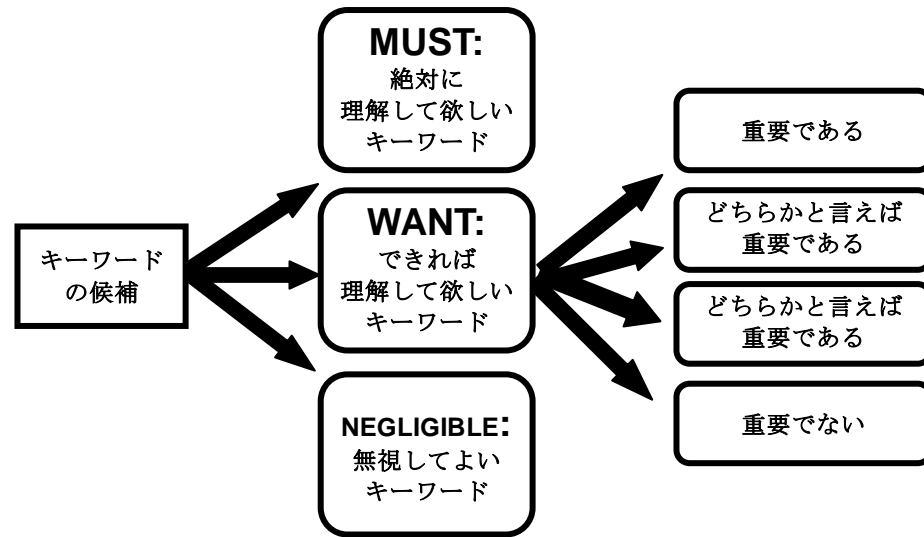 キーワード
の候補
MUST:
絶対に
理解して欲しい
キーワード
WANT:
できれば
理解して欲しい
キーワード
NEGLIGIBLE:
無視してよい
キーワード
重要である
どちらかと言えば
重要である
どちらかと言えば
重要である
重要でない